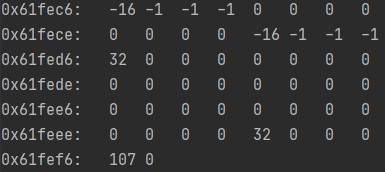 0x61fec6: -16 -1 -1 -1 0 0 0 0
0x61fece: 0 0 0 0 -16 -1 -1 -1
0x61fed6: 32 0 0 0 0 0 0 0
0x61fede: 0 0 0 0 0 0 0 0
0x61fee6: 0 0 0 0 0 0 0 0
0x61feee: 0 0 0 0 32 0 0 0
0x61fef6: 107 0